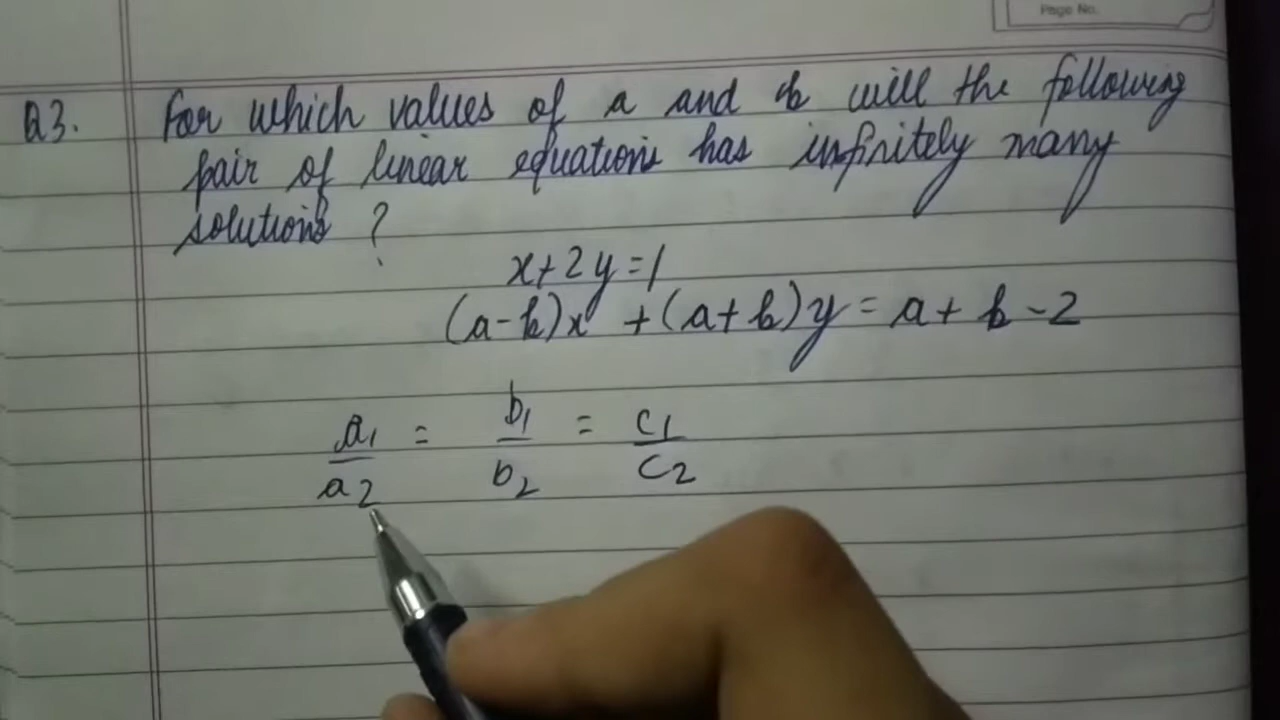 Page No.
Q3. For which values of a and b will the following
pair of linear equations has infinitely many
solutions ?
x+2y=1
(a-b)x +(a+b)y = a+b-2
a₁/a₂ = b₁/b₂ = c₁/c₂